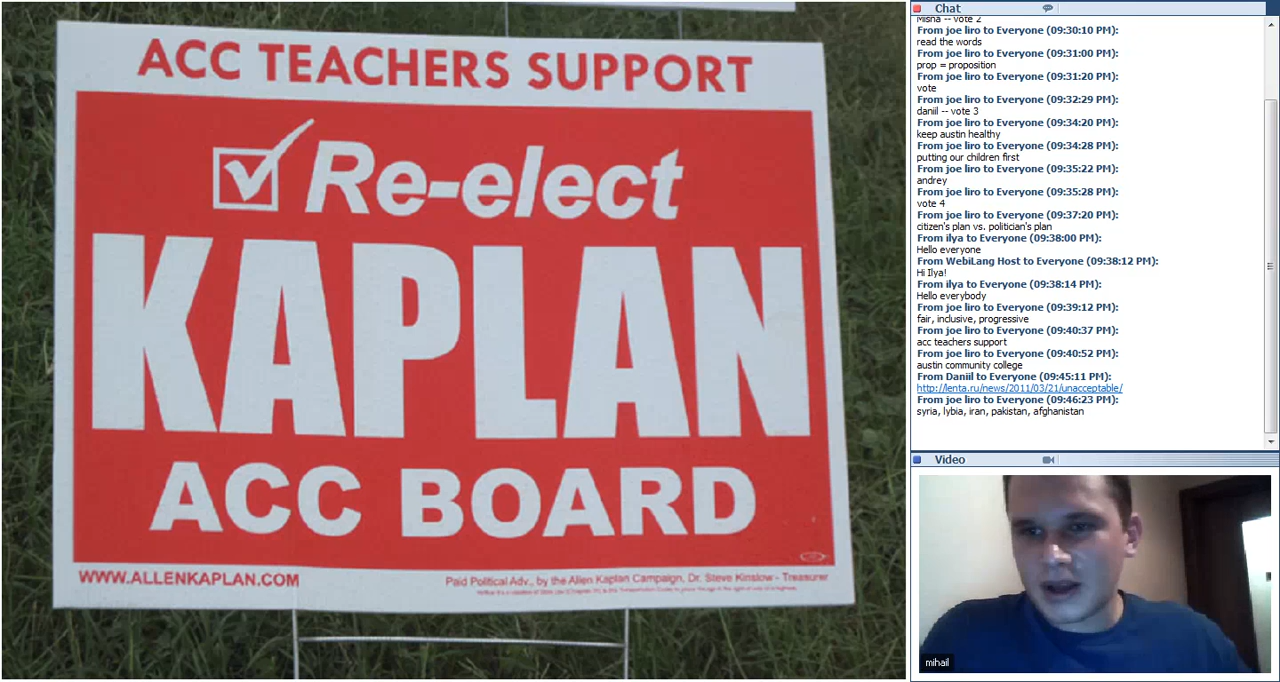 ACC TEACHERS SUPPORT
Re-elect
KAPLAN
ACC BOARD
WWW.ALLENKAPLAN.COM
Paid Political Adv., by the Allen Kaplan Campaign, Dr. Steve Kinslow - Treasurer
Chat
Misha -- vote 2
From joe liro to Everyone (09:30:10 PM):
read the words
From joe liro to Everyone (09:31:00 PM):
prop = proposition
From joe liro to Everyone (09:31:20 PM):
vote
From joe liro to Everyone (09:32:29 PM):
daniil -- vote 3
From joe liro to Everyone (09:34:20 PM):
keep austin healthy
From joe liro to Everyone (09:34:28 PM):
putting our children first
From joe liro to Everyone (09:35:22 PM):
andrey
From joe liro to Everyone (09:35:28 PM):
vote 4
From joe liro to Everyone (09:37:20 PM):
citizen's plan vs. politician's plan
From ilya to Everyone (09:38:00 PM):
Hello everyone
From WebiLang Host to Everyone (09:38:12 PM):
Hi Ilya!
From ilya to Everyone (09:38:14 PM):
Hello everybody
From joe liro to Everyone (09:39:12 PM):
fair, inclusive, progressive
From joe liro to Everyone (09:40:37 PM):
acc teachers support
From joe liro to Everyone (09:40:52 PM):
austin community college
From Daniil to Everyone (09:45:11 PM):
http://lenta.ru/news/2011/03/21/unacceptable/
From joe liro to Everyone (09:46:23 PM):
syria, lybia, iran, pakistan, afghanistan
Video
mihail